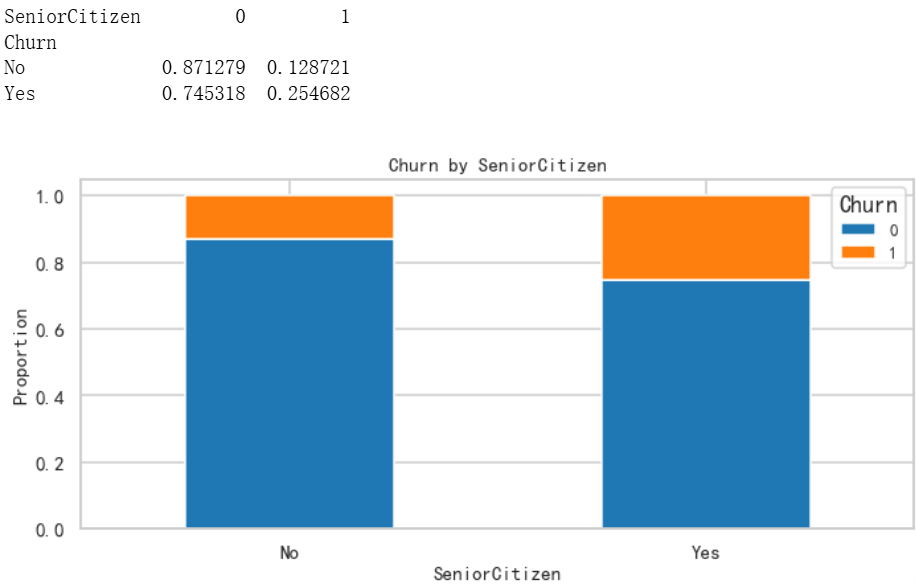 SeniorCitizen 0 1
Churn
No 0.871279 0.128721
Yes 0.745318 0.254682
Churn by SeniorCitizen
Churn
0
1
Proportion
1.0
0.8
0.6
0.4
0.2
0.0
No Yes
SeniorCitizen